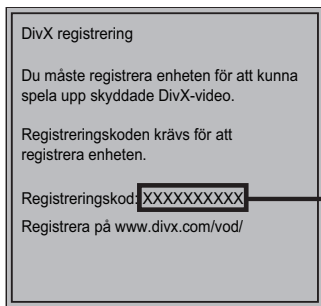 DivX registrering
Du måste registrera enheten för att kunna
spela upp skyddade DivX-video.
Registreringskoden krävs för att
registrera enheten.
Registreringskod: XXXXXXXXXX
Registrera på www.divx.com/vod/